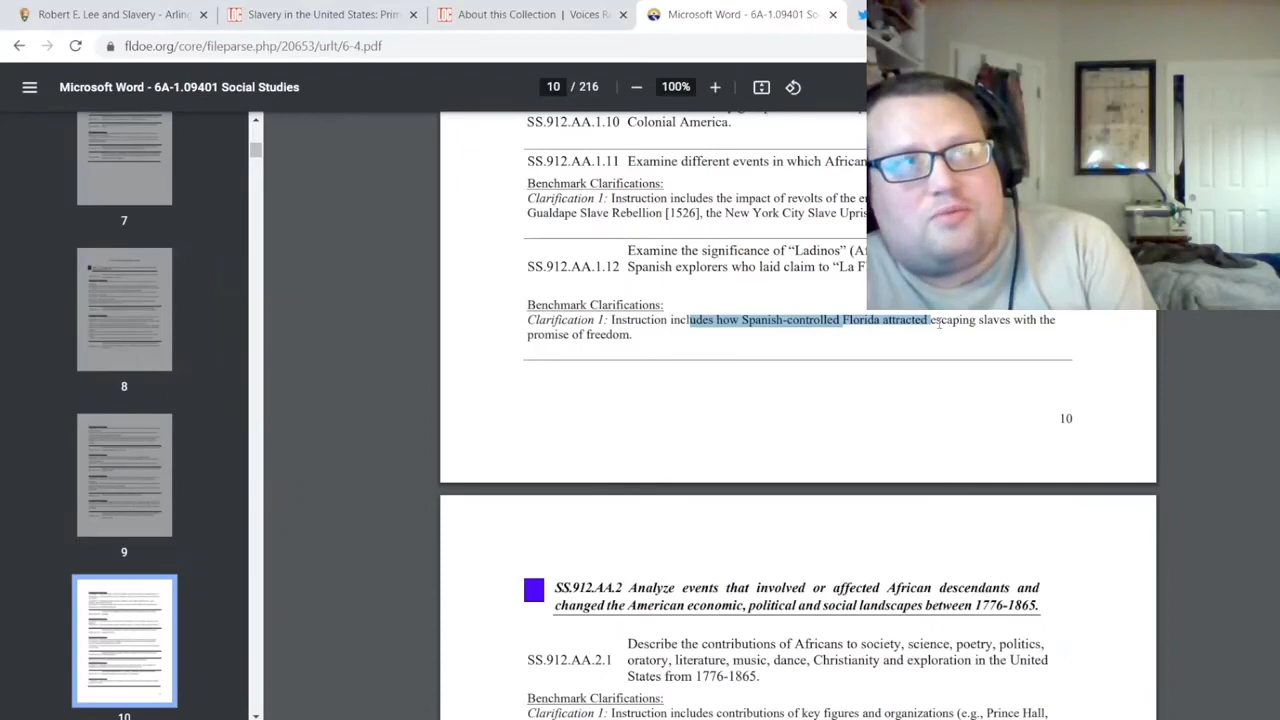 Robert E. Lee and Slavery - Arling
Slavery in the United States: Prim
About this Collection | Voices Re
Microsoft Word - 6A-1.09401 So
fldoe.org/core/fileparse.php/20653/urlt/6-4.pdf
Microsoft Word - 6A-1.09401 Social Studies
10 / 216
100%
SS.912.AA.1.10 Colonial America.
SS.912.AA.1.11 Examine different events in which African
Benchmark Clarifications:
Clarification 1: Instruction includes the impact of revolts of the en
Gualdape Slave Rebellion [1526], the New York City Slave Upris
Examine the significance of “Ladinos” (Af
SS.912.AA.1.12 Spanish explorers who laid claim to “La F
Benchmark Clarifications:
Clarification 1: Instruction includes how Spanish-controlled Florida attracted escaping slaves with the
promise of freedom.
10
SS.912.AA.2 Analyze events that involved or affected African descendants and
changed the American economic, political and social landscapes between 1776-1865.
Describe the contributions of Africans to society, science, poetry, politics,
SS.912.AA.2.1 oratory, literature, music, dance, Christianity and exploration in the United
States from 1776-1865.
Benchmark Clarifications:
Clarification 1: Instruction includes contributions of key figures and organizations (e.g., Prince Hall,
7
8
9
10